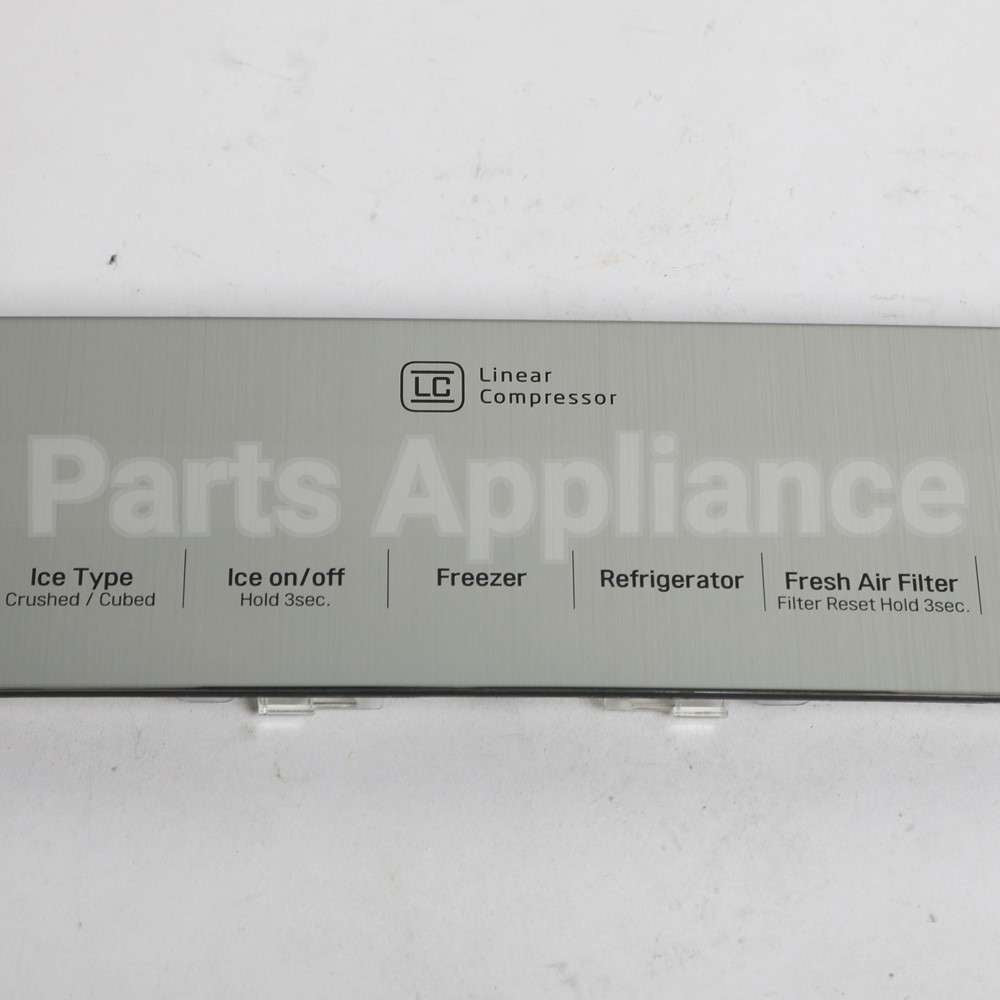 LC Linear
Compressor
Parts Appliance
Ice Type
Crushed / Cubed
Ice on/off
Hold 3sec.
Freezer
Refrigerator
Fresh Air Filter
Filter Reset Hold 3sec.